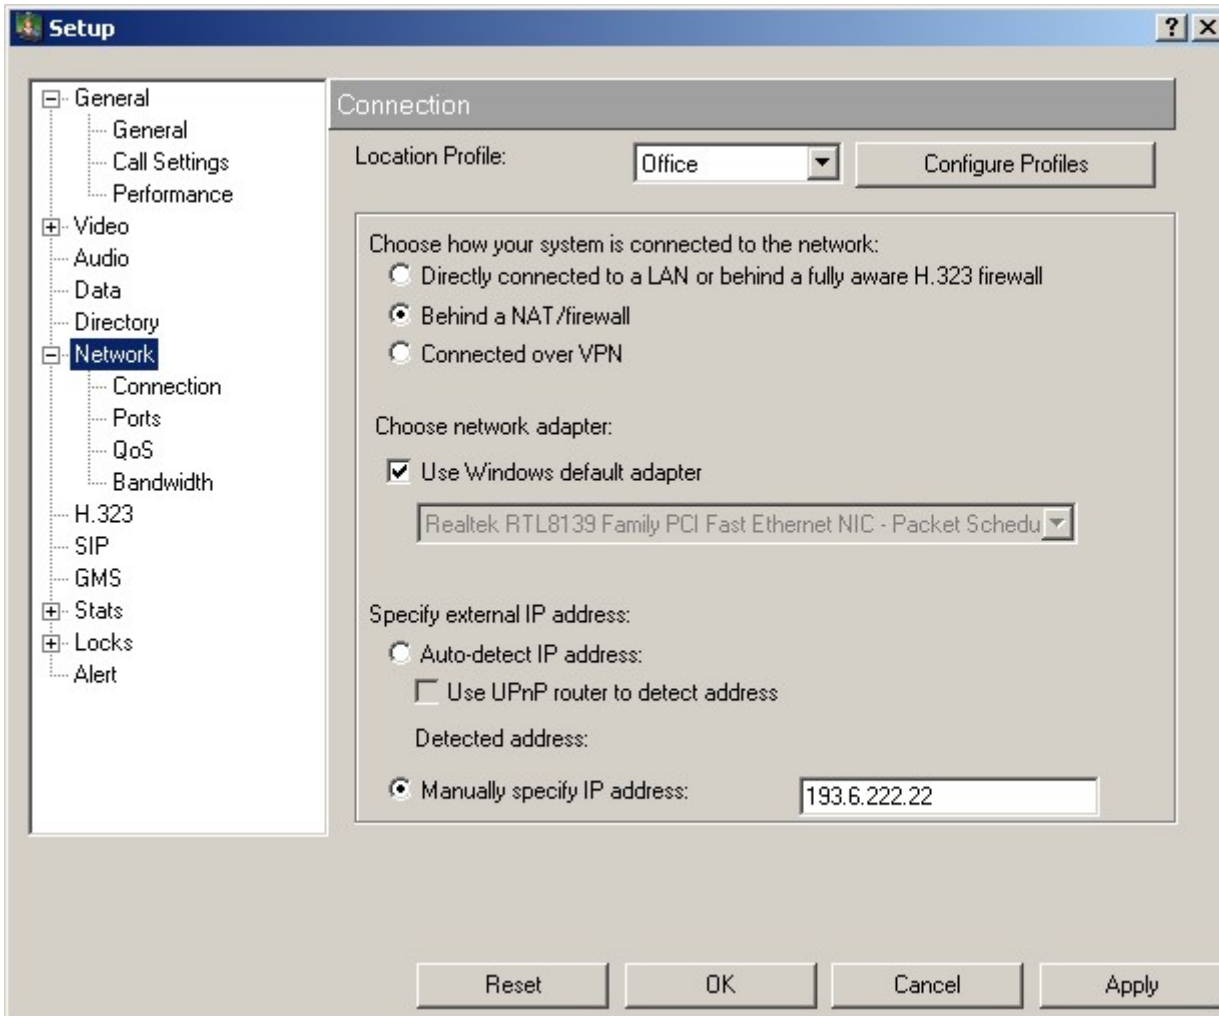 Setup
General
General
Call Settings
Performance
Video
Audio
Data
Directory
Network
Connection
Ports
QoS
Bandwidth
H.323
SIP
GMS
Stats
Locks
Alert
Connection
Location Profile: Office Configure Profiles
Choose how your system is connected to the network:
Directly connected to a LAN or behind a fully aware H.323 firewall
Behind a NAT/firewall
Connected over VPN
Choose network adapter:
Use Windows default adapter
Realtek RTL8139 Family PCI Fast Ethernet NIC - Packet Schedu
Specify external IP address:
Auto-detect IP address:
Use UPnP router to detect address
Detected address:
Manually specify IP address: 193.6.222.22
Reset OK Cancel Apply